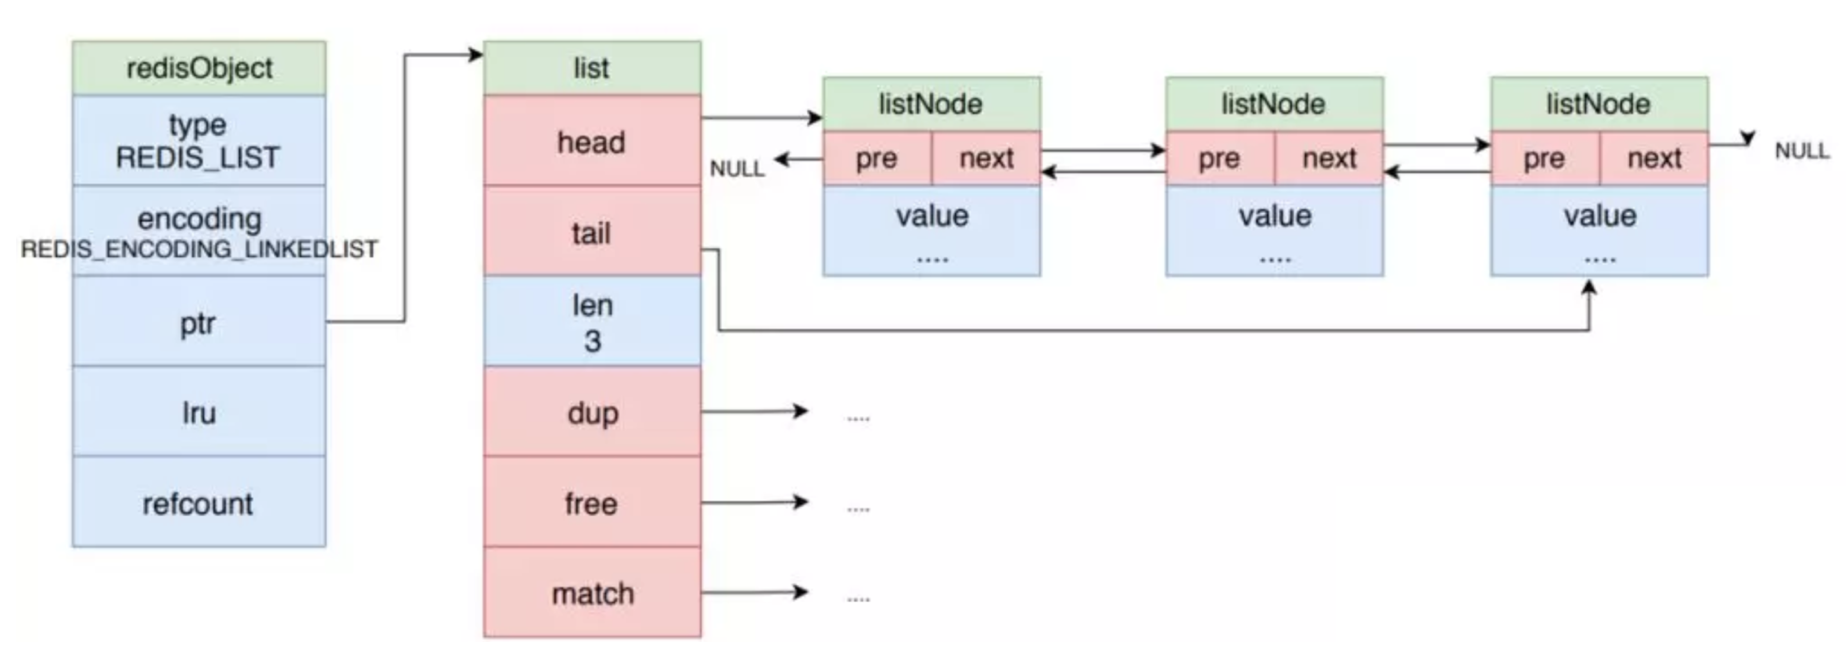 redisObject
type
REDIS_LIST
encoding
REDIS_ENCODING_LINKEDLIST
ptr
lru
refcount
list
head
tail
len
3
dup
....
free
....
match
....
NULL
listNode
pre next
value
....
listNode
pre next
value
....
listNode
pre next
value
....
NULL